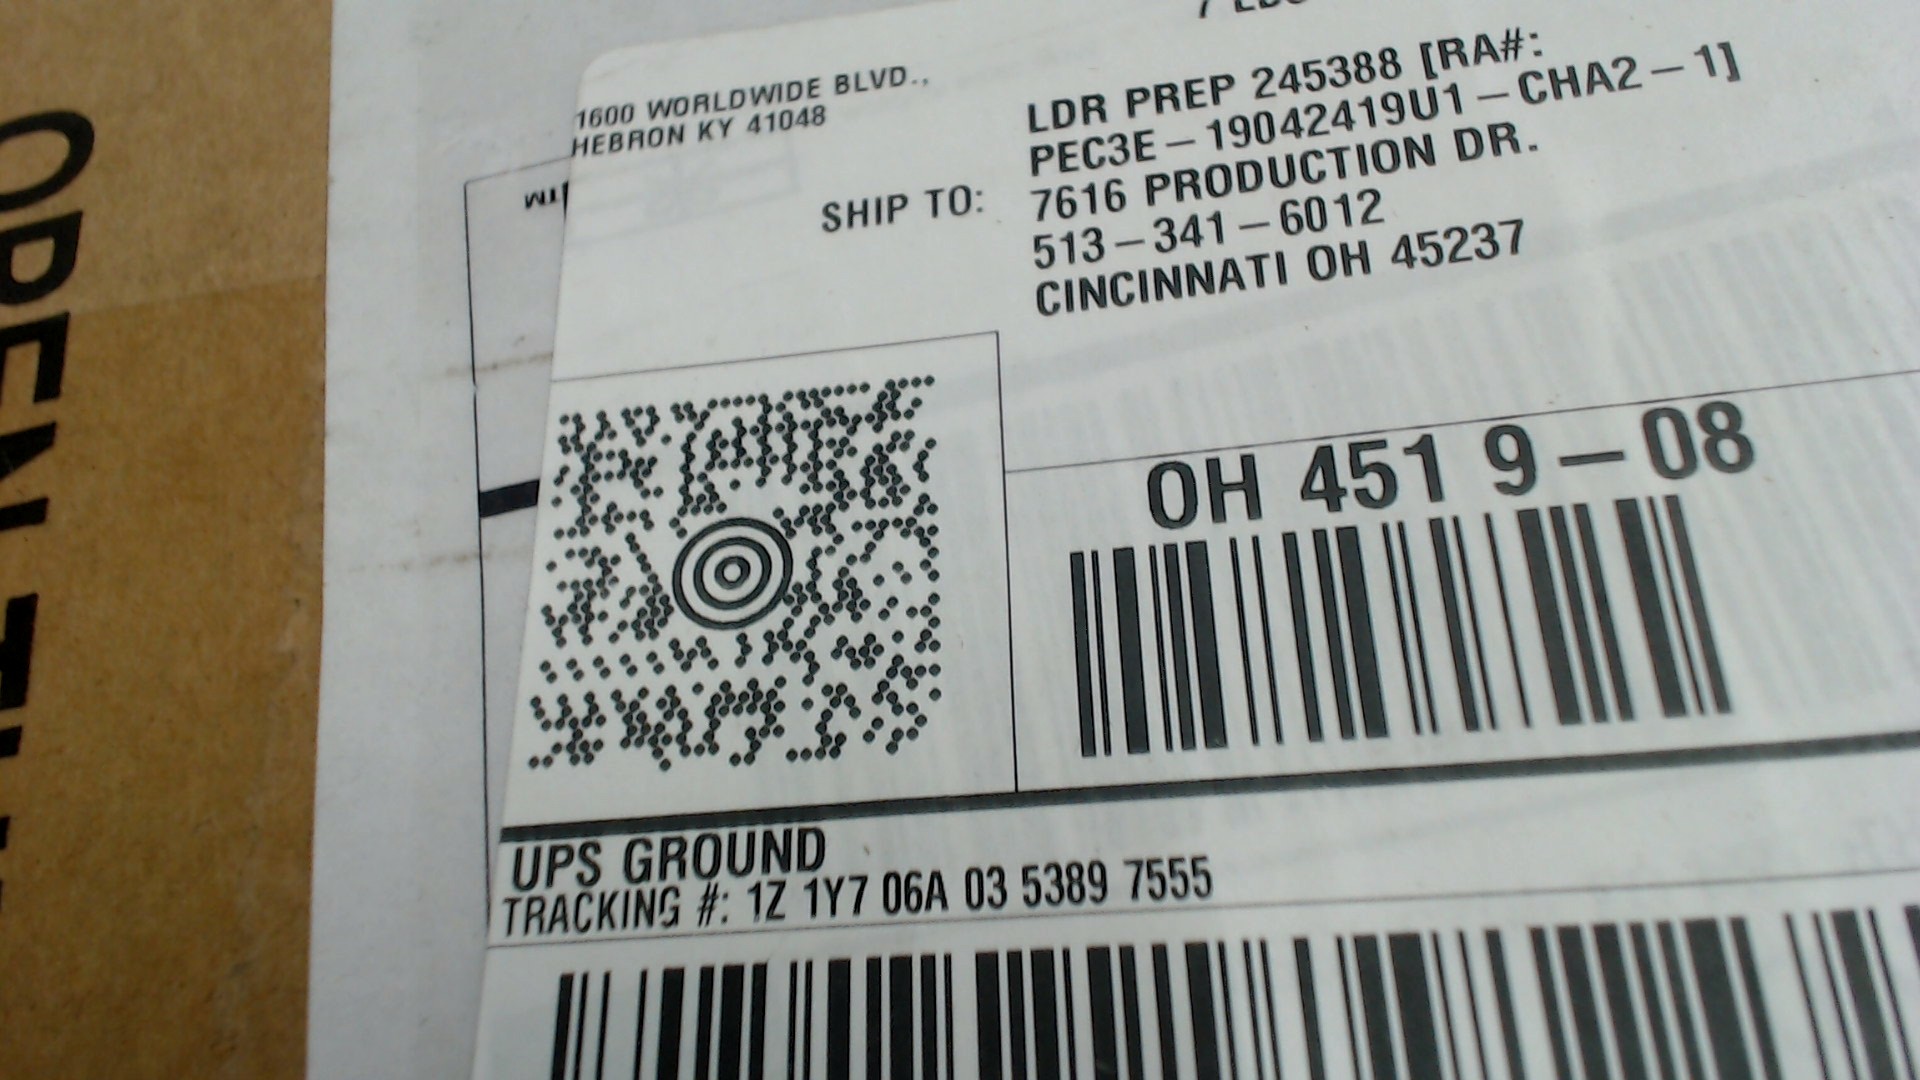 1600 WORLDWIDE BLVD.,
HEBRON KY 41048
SHIP TO:
LDR PREP 245388 [RA#:
PEC3E-19042419U1-CHA2-1]
7616 PRODUCTION DR.
513-341-6012
CINCINNATI OH 45237
OH 451 9-08
UPS GROUND
TRACKING #: 1Z 1Y7 06A 03 5389 7555
OPEN